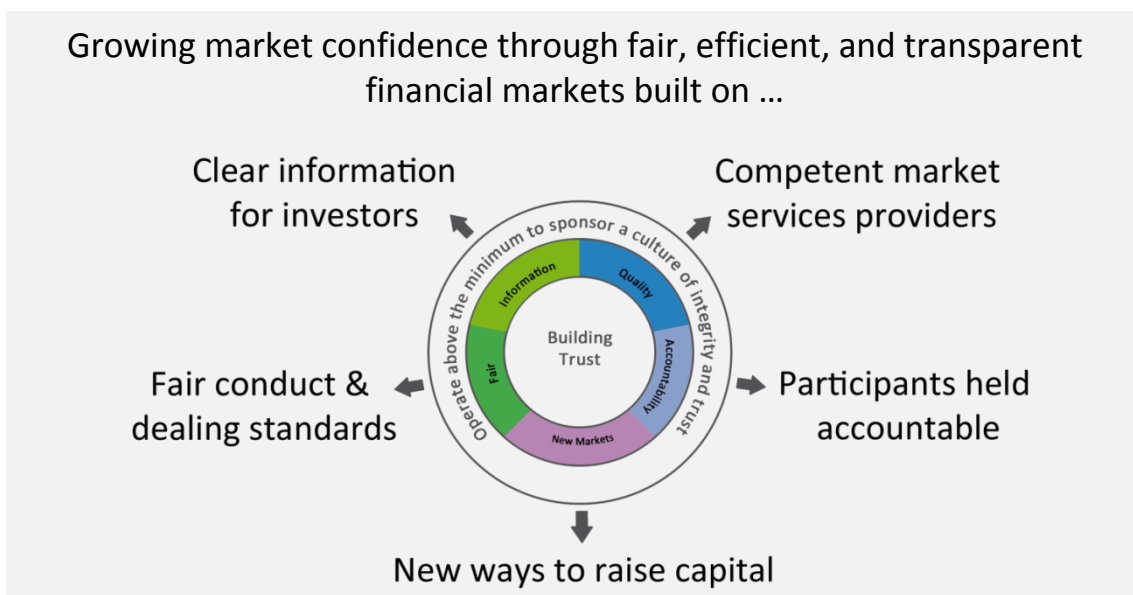 Growing market confidence through fair, efficient, and transparent
financial markets built on ...
Clear information
for investors
Competent market
services providers
Operate above the minimum to sponsor a culture of integrity and trust
Information
Quality
Building
Trust
Fair
Accountability
New Markets
Fair conduct &
dealing standards
Participants held
accountable
New ways to raise capital